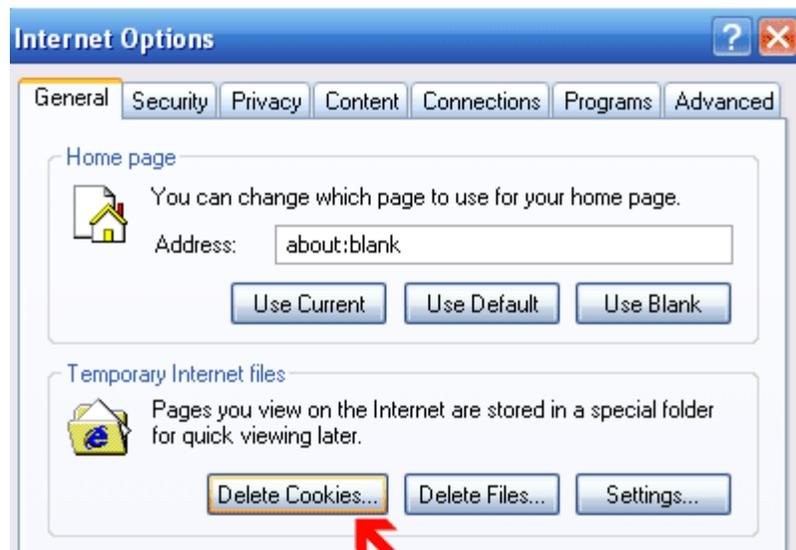 Internet Options
General Security Privacy Content Connections Programs Advanced
Home page
You can change which page to use for your home page.
Address: about:blank
Use Current Use Default Use Blank
Temporary Internet files
Pages you view on the Internet are stored in a special folder
for quick viewing later.
Delete Cookies... Delete Files... Settings...